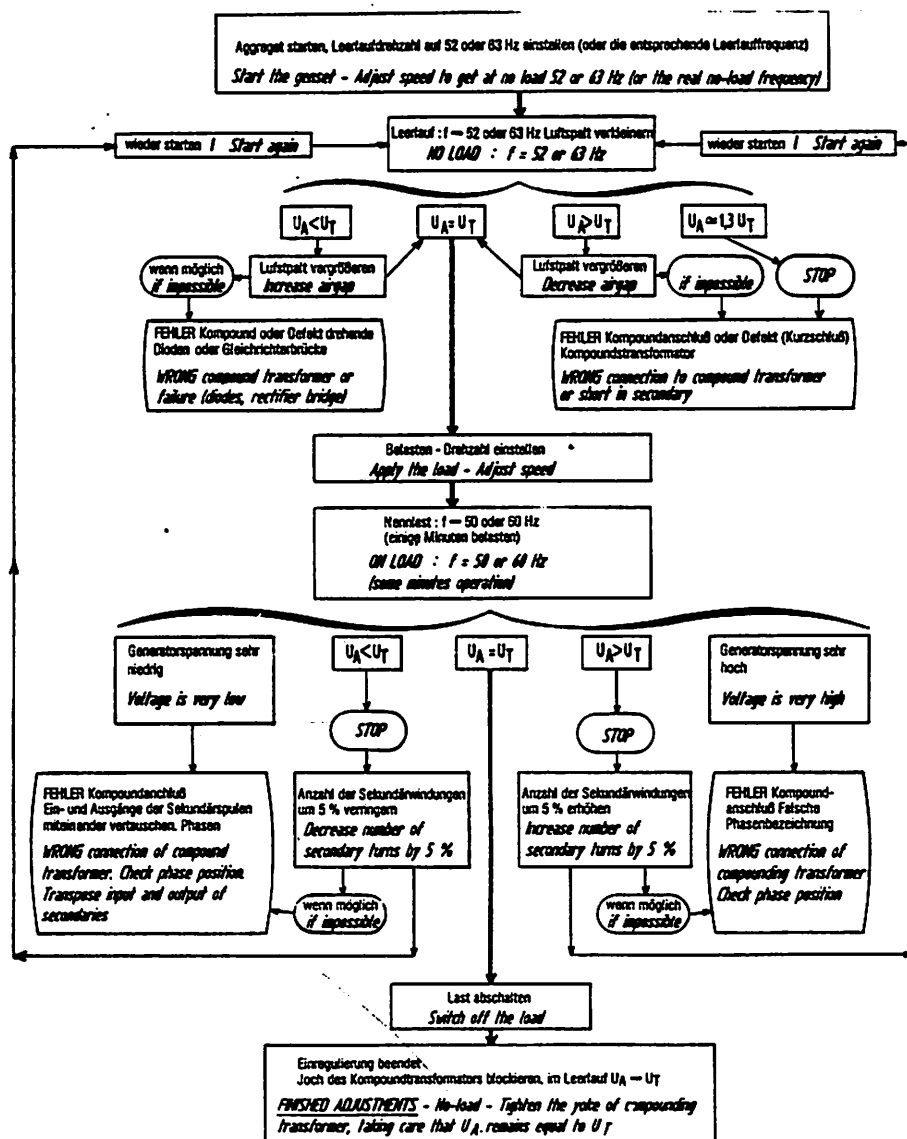 Aggregat starten, Leerlaufdrehzahl auf 52 oder 63 Hz einstellen (oder die entsprechende Leerlauffrequenz)
Start the genset - Adjust speed to get at no load 52 or 63 Hz (or the real no-load frequency)
wieder starten / Start again
Leerlauf : f = 52 oder 63 Hz Luftspalt verkleinern
NO LOAD : f = 52 or 63 Hz
wieder starten / Start again
U_A < U_T
U_A = U_T
U_A > U_T
U_A ≃ 1,3 U_T
wenn möglich
if impossible
Lufstpalt vergrößeren
Increase airgap
Lufstpalt vergrößeren
Decrease airgap
if impossible
STOP
FEHLER Kompound oder Defekt drehende
Dioden oder Gleichrichterbrücke
WRONG compound transformer or
failure (diodes, rectifier bridge)
FEHLER Kompoundanschluß oder Defekt (Kurzschluß)
Kompoundstransformator
WRONG connection to compound transformer
or short in secondary
Belasten - Drehzahl einstellen
Apply the load - Adjust speed
Nennlast : f = 50 oder 60 Hz
(einige Minuten belasten)
ON LOAD : f = 50 or 60 Hz
(some minutes operation)
Generatorspannung sehr
niedrig
Voltage is very low
U_A < U_T
U_A = U_T
U_A > U_T
Generatorspannung sehr
hoch
Voltage is very high
STOP
STOP
FEHLER Kompoundanchluß
Ein- und Ausgänge der Sekundärspulen
miteinander vertauschen. Phasen
WRONG connection of compound
transformer. Check phase position.
Transpose input and output of
secondaries
Anzahl der Sekundärwindungen
um 5 % verringern
Decrease number of
secondary turns by 5 %
Anzahl der Sekundärwindungen
um 5 % erhöhen
Increase number of
secondary turns by 5 %
FEHLER Kompound-
anschluß Falsche
Phasenbezeichnung
WRONG connection of
compounding transformer
Check phase position
wenn möglich
if impossible
wenn möglich
if impossible
Last abschalten
Switch off the load
Einregulierung beendet
Joch des Kompoundtransformators blockieren, im Leerlauf U_A = U_T
FINISHED ADJUSTMENTS - No-load - Tighten the yoke of compounding
transformer, taking care that U_A remains equal to U_T